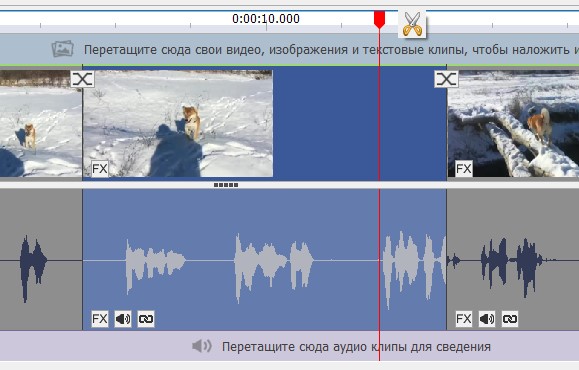 0:00:10.000
Перетащите сюда свои видео, изображения и текстовые клипы, чтобы наложить и
FX
FX
FX
FX
Перетащите сюда аудио клипы для сведения